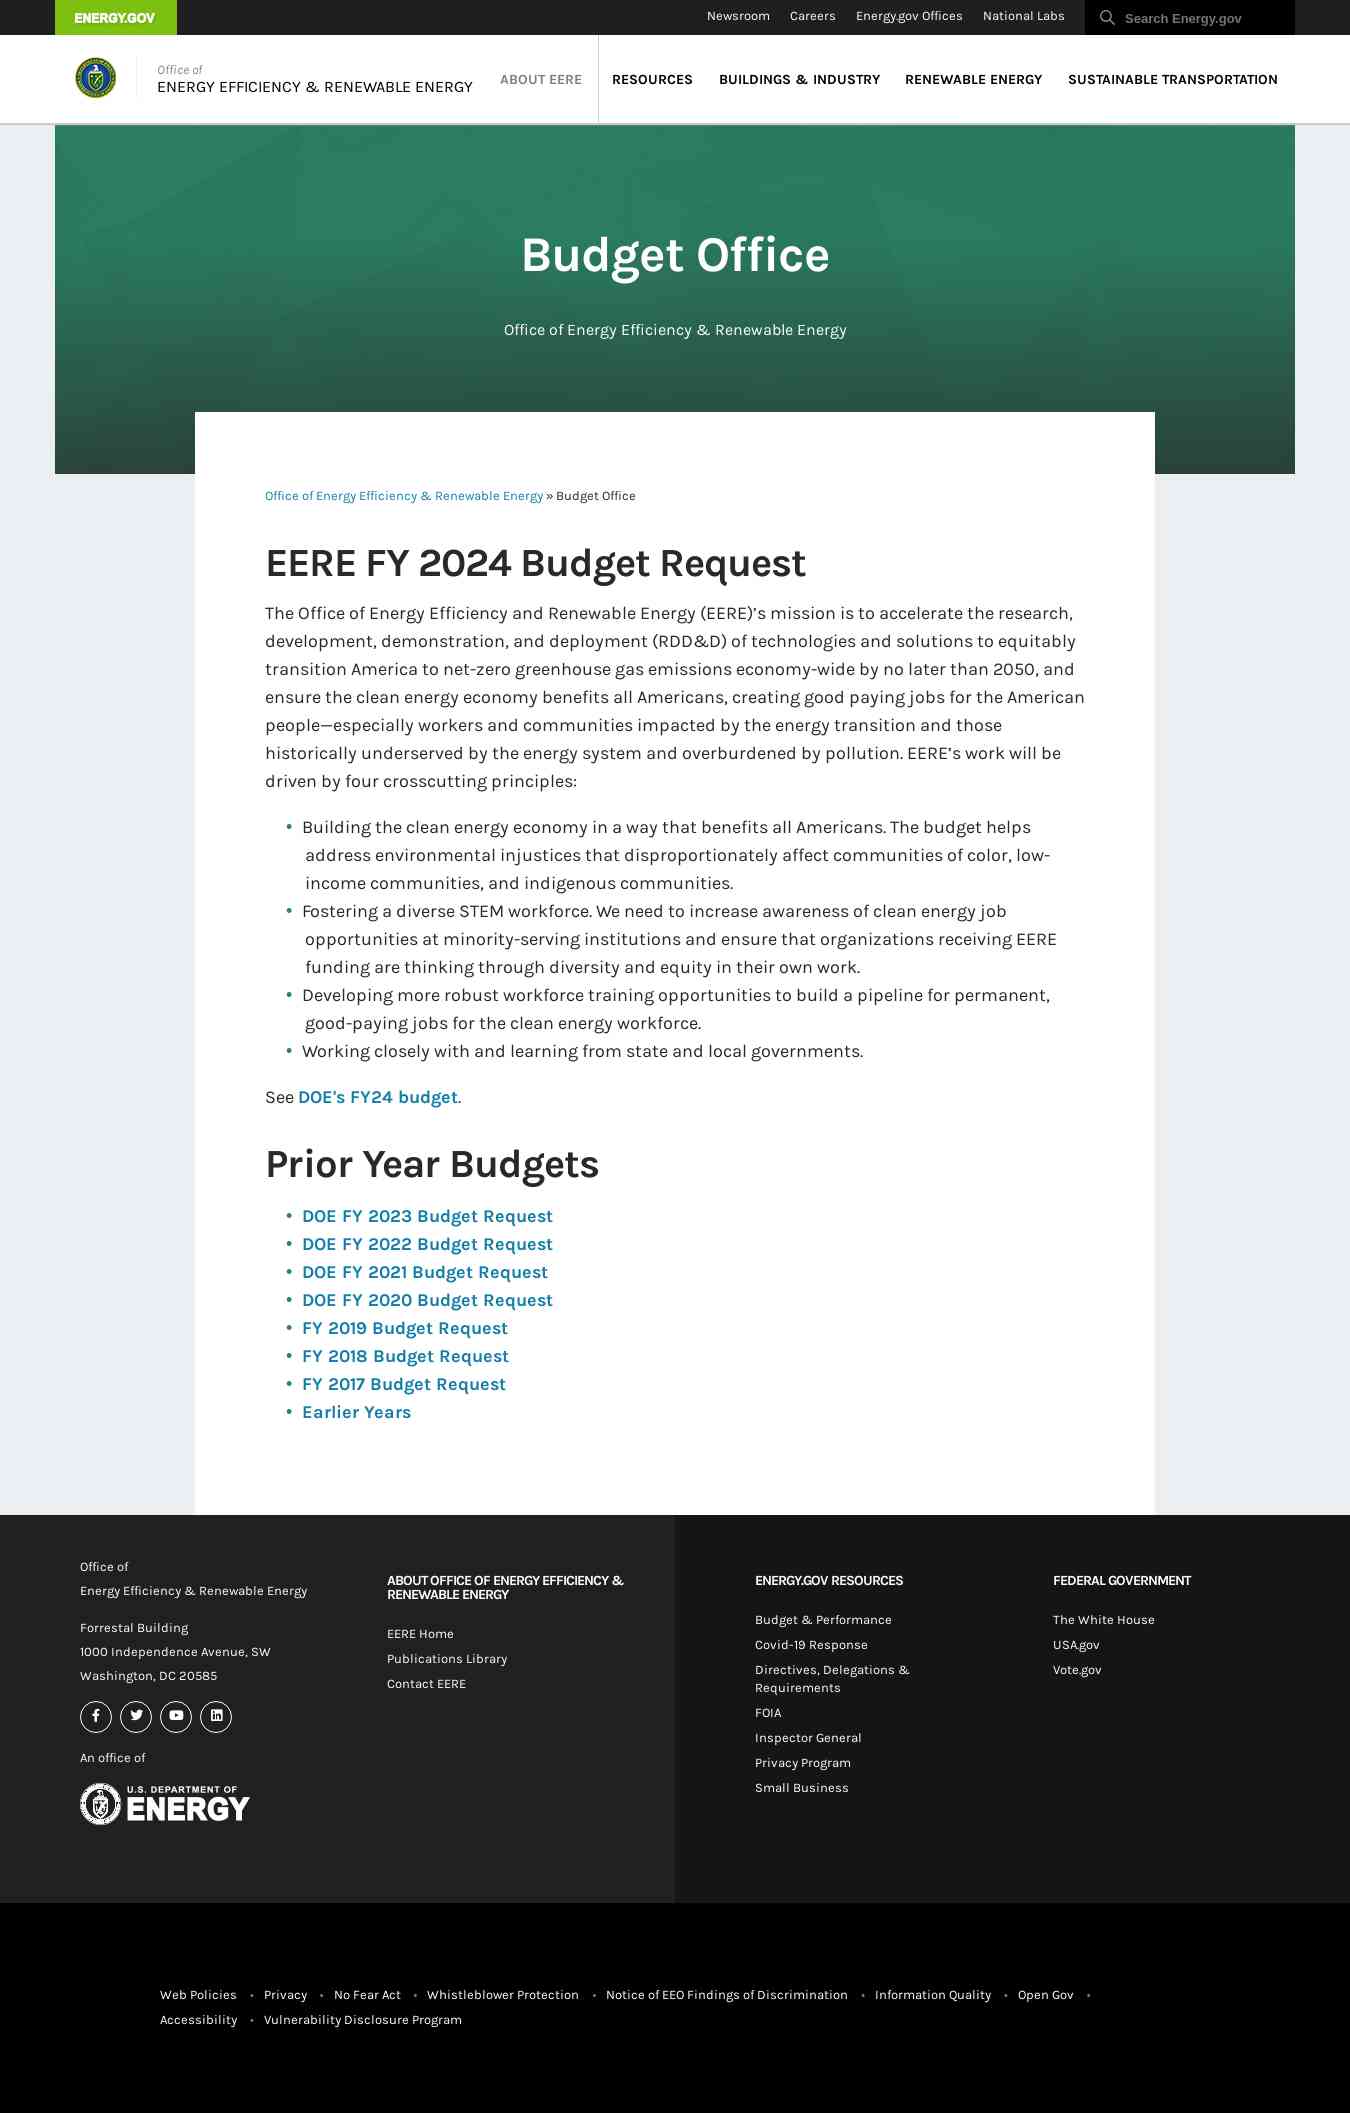 ENERGY.GOV
Newsroom Careers Energy.gov Offices National Labs Search Energy.gov
Office of
ENERGY EFFICIENCY & RENEWABLE ENERGY
ABOUT EERE RESOURCES BUILDINGS & INDUSTRY RENEWABLE ENERGY SUSTAINABLE TRANSPORTATION
Budget Office
Office of Energy Efficiency & Renewable Energy
Office of Energy Efficiency & Renewable Energy » Budget Office
EERE FY 2024 Budget Request
The Office of Energy Efficiency and Renewable Energy (EERE)’s mission is to accelerate the research,
development, demonstration, and deployment (RDD&D) of technologies and solutions to equitably
transition America to net-zero greenhouse gas emissions economy-wide by no later than 2050, and
ensure the clean energy economy benefits all Americans, creating good paying jobs for the American
people—especially workers and communities impacted by the energy transition and those
historically underserved by the energy system and overburdened by pollution. EERE’s work will be
driven by four crosscutting principles:
• Building the clean energy economy in a way that benefits all Americans. The budget helps
address environmental injustices that disproportionately affect communities of color, low-
income communities, and indigenous communities.
• Fostering a diverse STEM workforce. We need to increase awareness of clean energy job
opportunities at minority-serving institutions and ensure that organizations receiving EERE
funding are thinking through diversity and equity in their own work.
• Developing more robust workforce training opportunities to build a pipeline for permanent,
good-paying jobs for the clean energy workforce.
• Working closely with and learning from state and local governments.
See DOE's FY24 budget.
Prior Year Budgets
• DOE FY 2023 Budget Request
• DOE FY 2022 Budget Request
• DOE FY 2021 Budget Request
• DOE FY 2020 Budget Request
• FY 2019 Budget Request
• FY 2018 Budget Request
• FY 2017 Budget Request
• Earlier Years
Office of
Energy Efficiency & Renewable Energy
Forrestal Building
1000 Independence Avenue, SW
Washington, DC 20585
An office of
U.S. DEPARTMENT OF
ENERGY
ABOUT OFFICE OF ENERGY EFFICIENCY &
RENEWABLE ENERGY
EERE Home
Publications Library
Contact EERE
ENERGY.GOV RESOURCES
Budget & Performance
Covid-19 Response
Directives, Delegations &
Requirements
FOIA
Inspector General
Privacy Program
Small Business
FEDERAL GOVERNMENT
The White House
USA.gov
Vote.gov
Web Policies • Privacy • No Fear Act • Whistleblower Protection • Notice of EEO Findings of Discrimination • Information Quality • Open Gov •
Accessibility • Vulnerability Disclosure Program